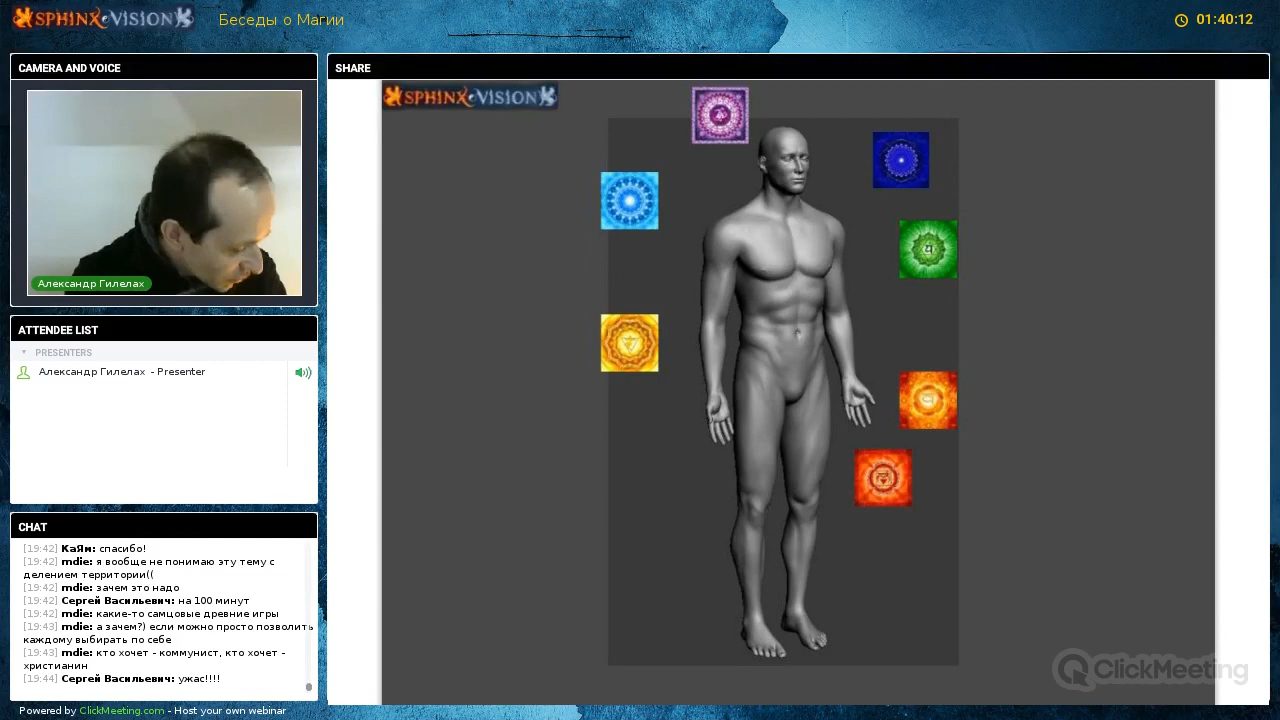 SPHINX VISION
Беседы о Магии
01:40:12
CAMERA AND VOICE
Александр Гилелах
ATTENDEE LIST
PRESENTERS
Александр Гилелах - Presenter
CHAT
[19:42] КаЯн: спасибо!
[19:42] mdie: я вообще не понимаю эту тему с
делением территории((
[19:42] mdie: зачем это надо
[19:42] Сергей Васильевич: на 100 минут
[19:42] mdie: какие-то самцовые древние игры
[19:43] mdie: а зачем?) если можно просто позволить
каждому выбирать по себе
[19:43] mdie: кто хочет - коммунист, кто хочет -
христианин
[19:44] Сергей Васильевич: ужас!!!!
Powered by ClickMeeting.com - Host your own webinar
SHARE
SPHINX VISION
ClickMeeting